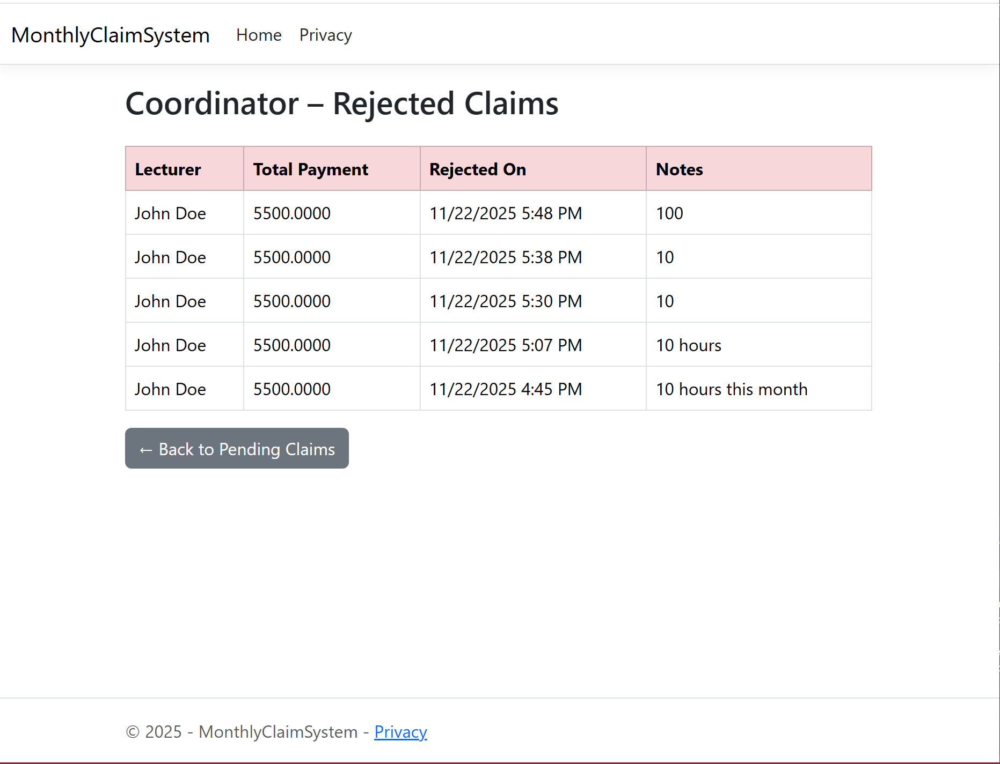 MonthlyClaimSystem Home Privacy
Coordinator – Rejected Claims
Lecturer Total Payment Rejected On Notes
John Doe 5500.0000 11/22/2025 5:48 PM 100
John Doe 5500.0000 11/22/2025 5:38 PM 10
John Doe 5500.0000 11/22/2025 5:30 PM 10
John Doe 5500.0000 11/22/2025 5:07 PM 10 hours
John Doe 5500.0000 11/22/2025 4:45 PM 10 hours this month
← Back to Pending Claims
© 2025 - MonthlyClaimSystem - Privacy